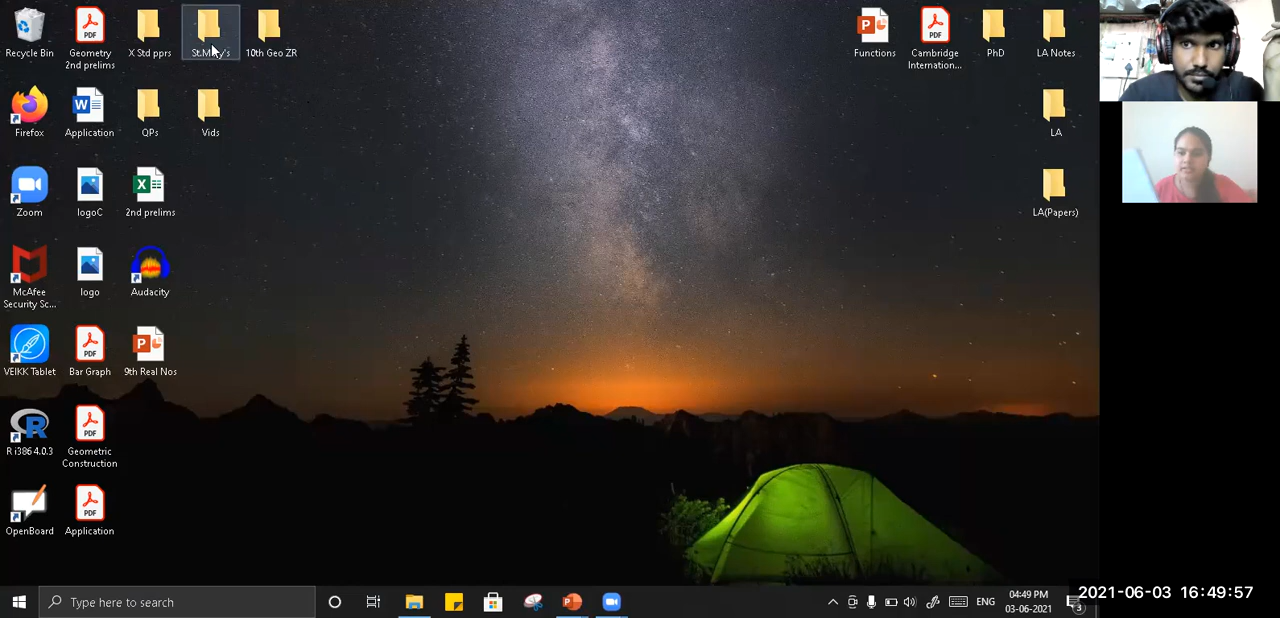 Recycle Bin
Geometry
2nd prelims
X Std pprs
10th Geo ZR
Functions
Cambridge
Internation...
PhD
LA Notes
Firefox
Application
QPs
Vids
LA
Zoom
logoC
2nd prelims
LA(Papers)
McAfee
Security Sc...
logo
Audacity
VEIKK Tablet
Bar Graph
9th Real Nos
R i386 4.0.3
Geometric
Construction
OpenBoard
Application
Type here to search
ENG
04:49 PM
03-06-2021
3
2021-06-03 16:49:57